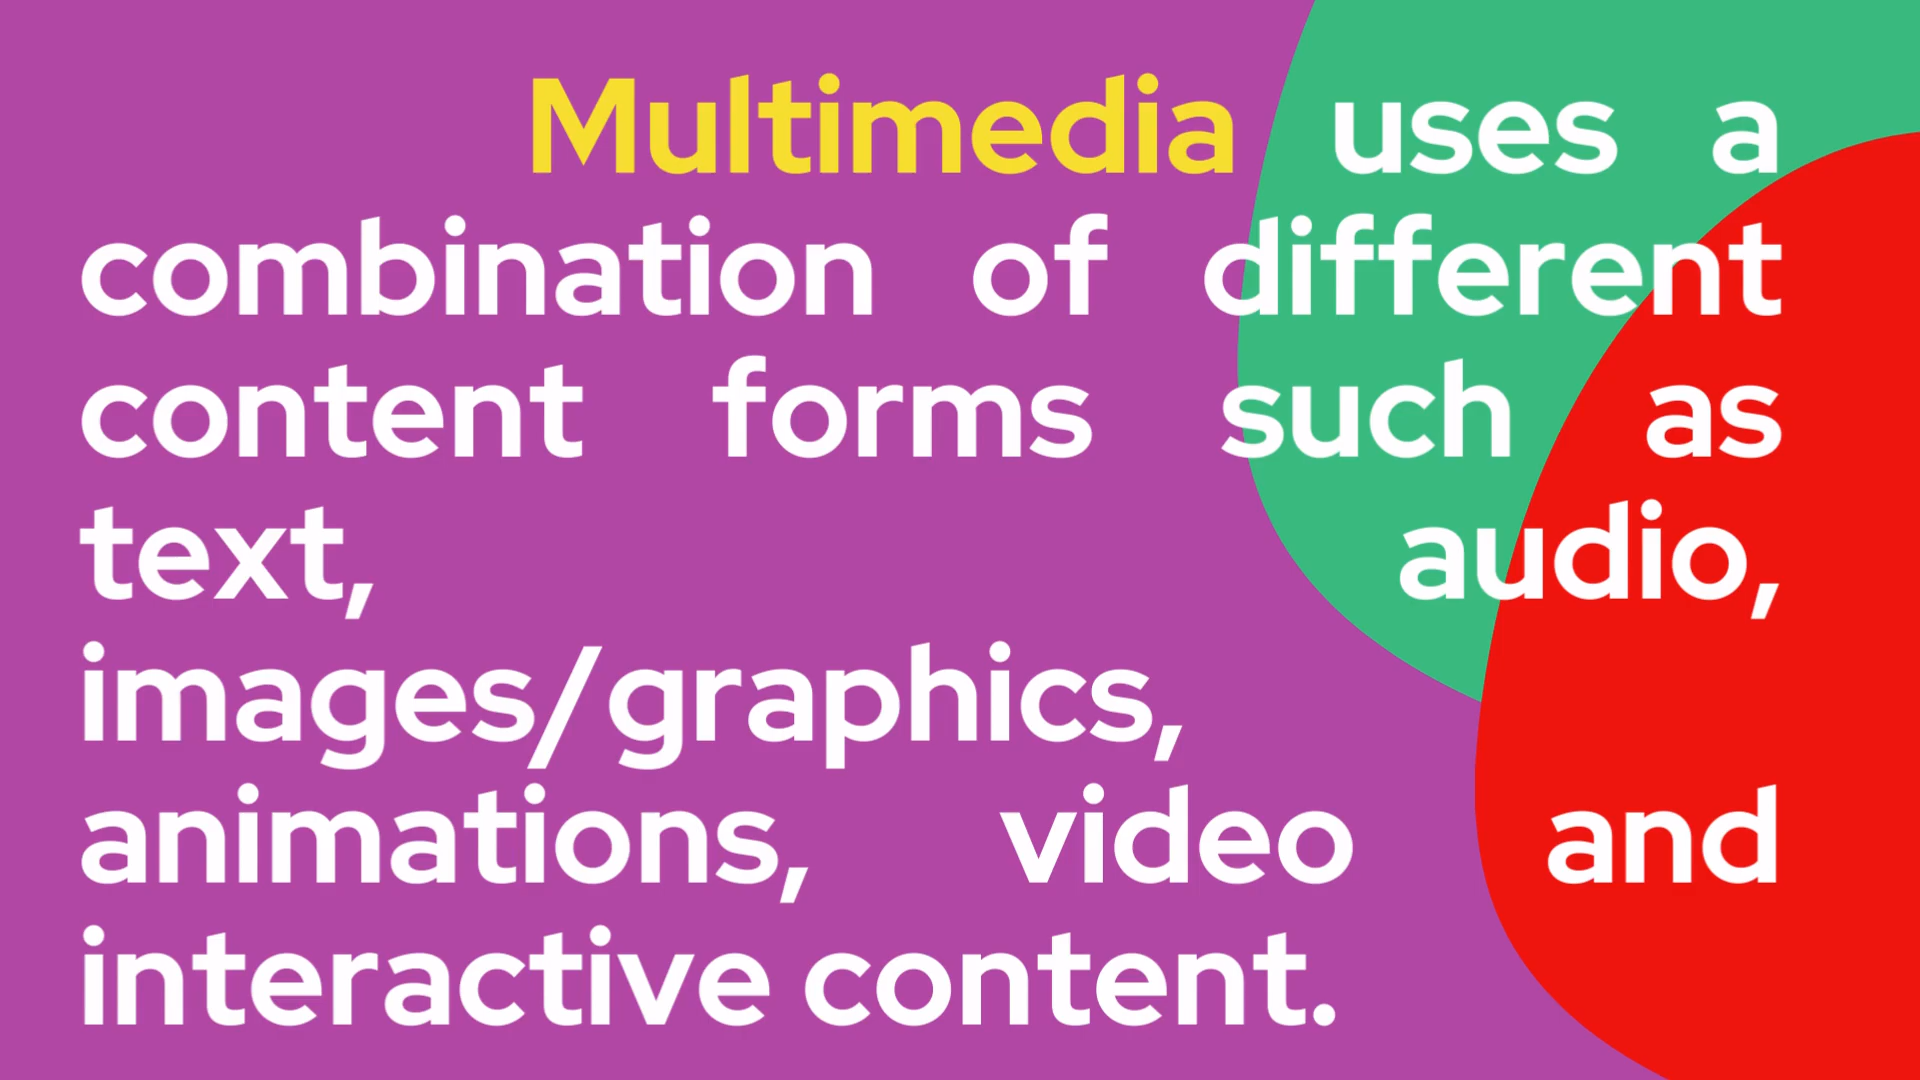 Multimedia uses a
combination of different
content forms such as
text, audio,
images/graphics,
animations, video and
interactive content.